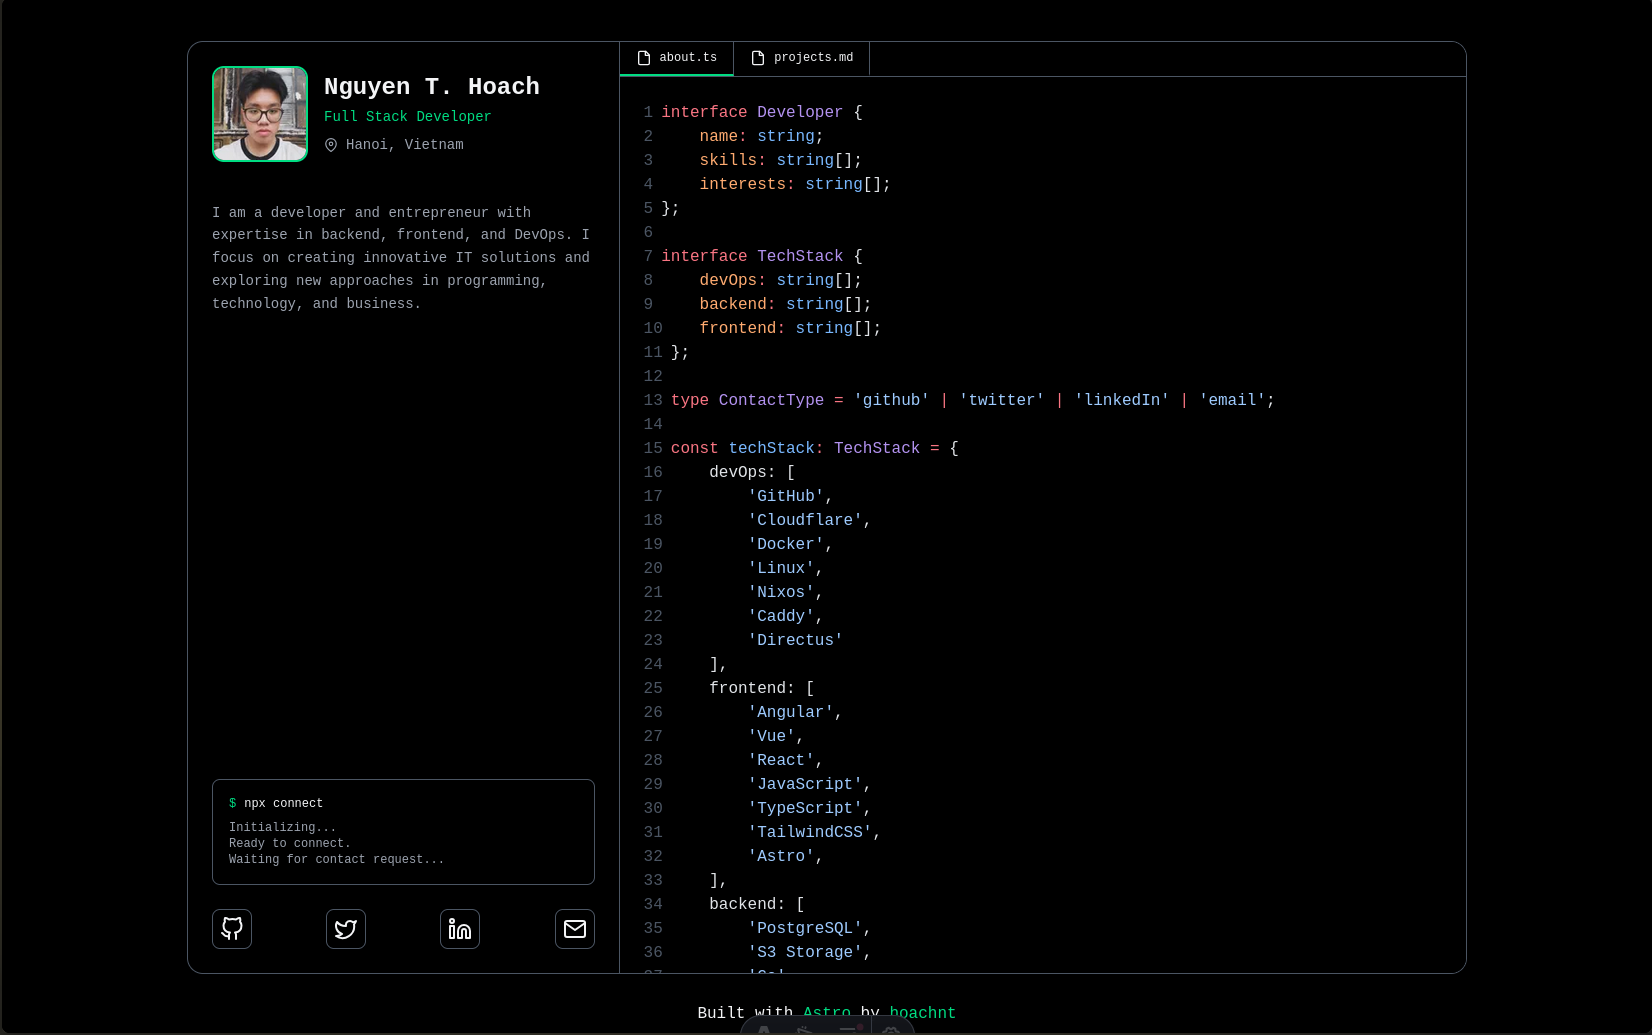 Nguyen T. Hoach
Full Stack Developer
Hanoi, Vietnam
I am a developer and entrepreneur with
expertise in backend, frontend, and DevOps. I
focus on creating innovative IT solutions and
exploring new approaches in programming,
technology, and business.
$ npx connect
Initializing...
Ready to connect.
Waiting for contact request...
about.ts
projects.md
1 interface Developer {
2     name: string;
3     skills: string[];
4     interests: string[];
5 };
6
7 interface TechStack {
8     devOps: string[];
9     backend: string[];
10    frontend: string[];
11 };
12
13 type ContactType = 'github' | 'twitter' | 'linkedIn' | 'email';
14
15 const techStack: TechStack = {
16     devOps: [
17         'GitHub',
18         'Cloudflare',
19         'Docker',
20         'Linux',
21         'Nixos',
22         'Caddy',
23         'Directus'
24     ],
25     frontend: [
26         'Angular',
27         'Vue',
28         'React',
29         'JavaScript',
30         'TypeScript',
31         'TailwindCSS',
32         'Astro',
33     ],
34     backend: [
35         'PostgreSQL',
36         'S3 Storage',
Built with Astro by hoachnt